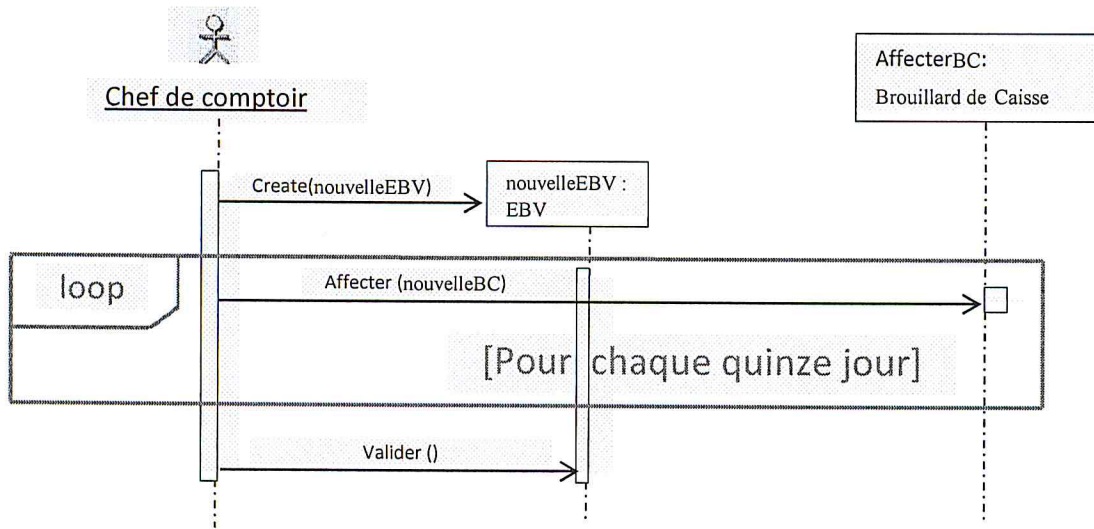 Chef de comptoir
AffecterBC:
Brouillard de Caisse
Create(nouvelleEBV)
nouvelleEBV :
EBV
loop
Affecter (nouvelleBC)
[Pour chaque quinze jour]
Valider ()